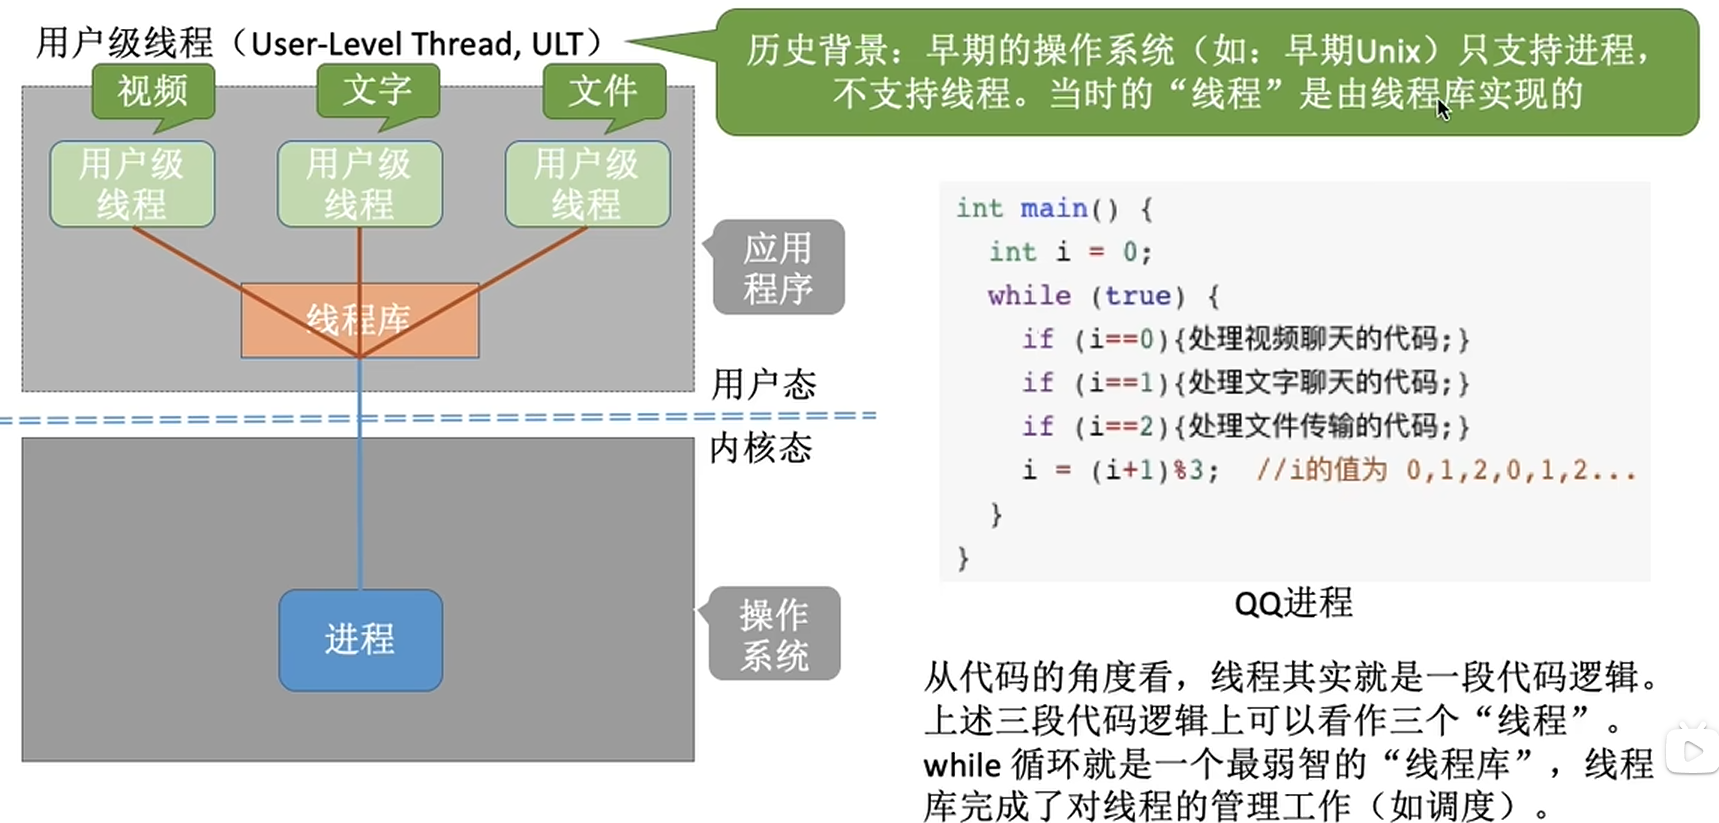 用户级线程（User-Level Thread, ULT）
历史背景：早期的操作系统（如：早期Unix）只支持进程，
不支持线程。当时的“线程”是由线程库实现的
视频
文字
文件
用户级
线程
用户级
线程
用户级
线程
线程库
应用
程序
用户态
内核态
进程
操作
系统
int main() {
int i = 0;
while (true) {
if (i==0){处理视频聊天的代码;}
if (i==1){处理文字聊天的代码;}
if (i==2){处理文件传输的代码;}
i = (i+1)%3; //i的值为 0,1,2,0,1,2...
}
}
QQ进程
从代码的角度看，线程其实就是一段代码逻辑。
上述三段代码逻辑上可以看作三个“线程”。
while 循环就是一个最弱智的“线程库”，线程
库完成了对线程的管理工作（如调度）。